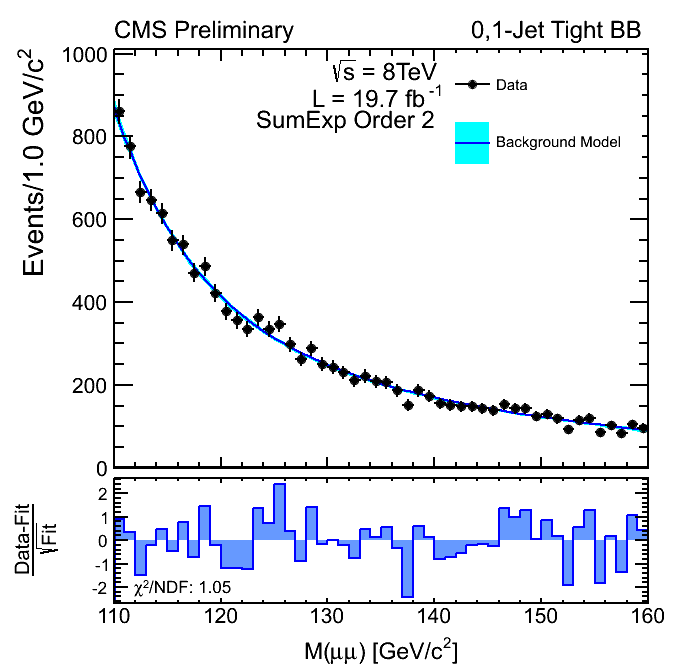 CMS Preliminary 0,1-Jet Tight BB
√s = 8TeV
L = 19.7 fb⁻¹
SumExp Order 2
Data
Background Model
Events/1.0 GeV/c²
1000
800
600
400
200
0
Data-Fit
√Fit
2
1
0
-1
-2
χ²/NDF: 1.05
110 120 130 140 150 160
M(μμ) [GeV/c²]